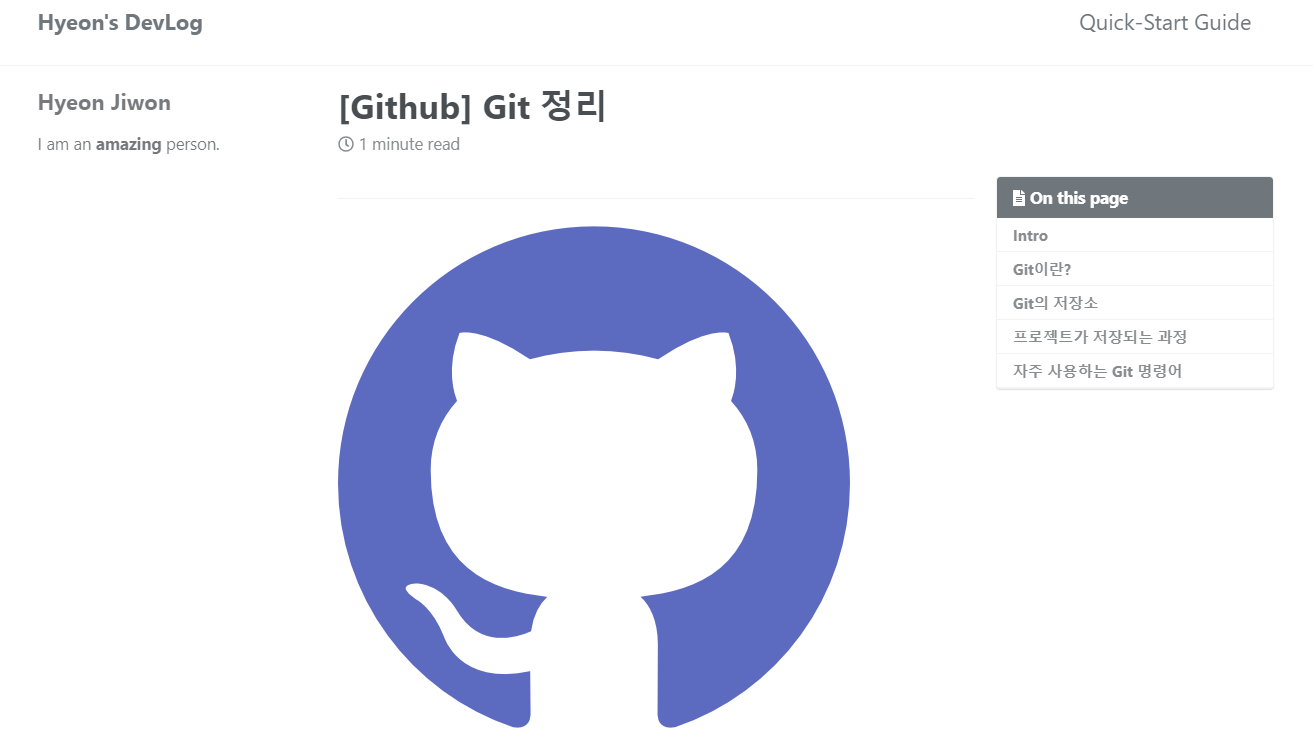 Hyeon's DevLog
Quick-Start Guide
Hyeon Jiwon
I am an amazing person.
[Github] Git 정리
1 minute read
On this page
Intro
Git이란?
Git의 저장소
프로젝트가 저장되는 과정
자주 사용하는 Git 명령어